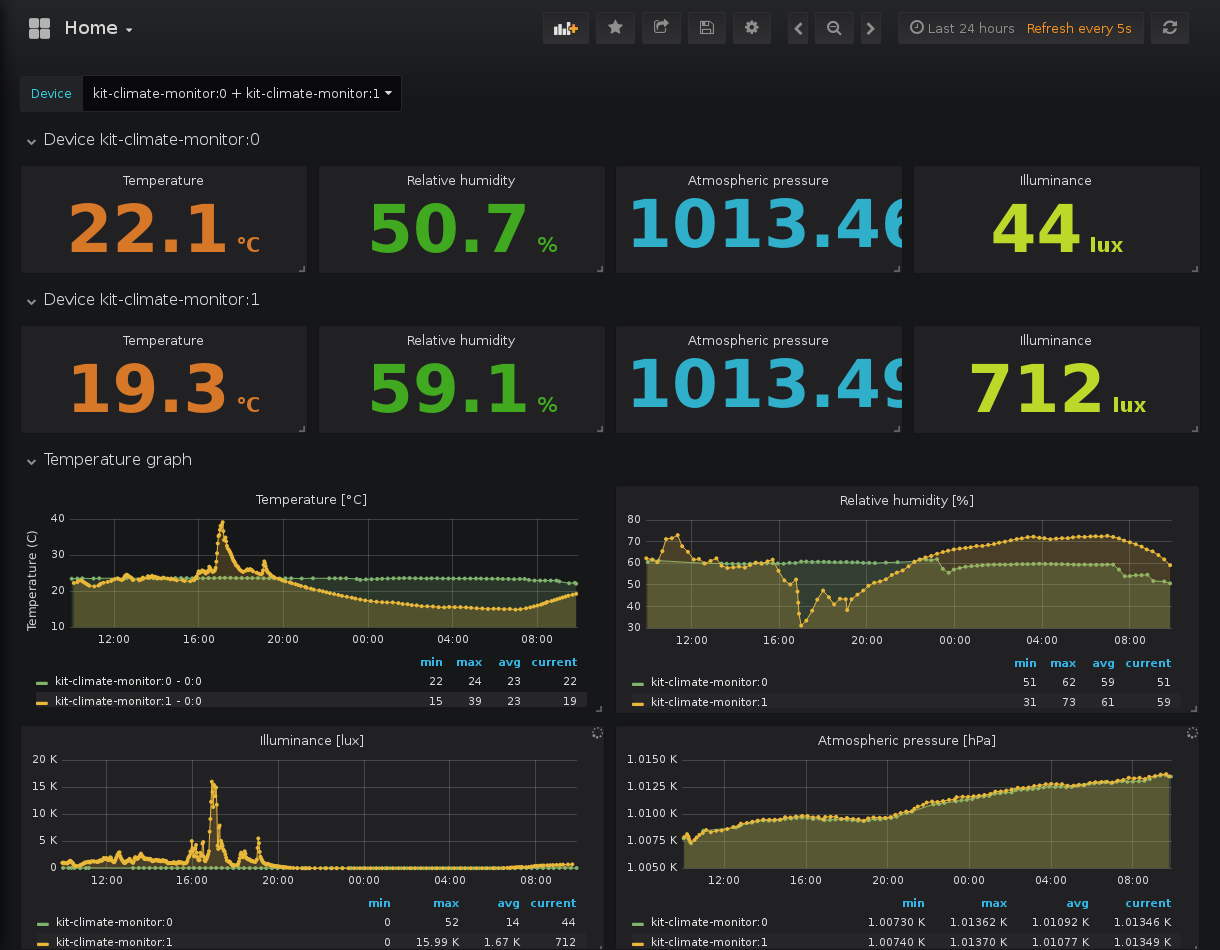 Home
Last 24 hours Refresh every 5s
Device kit-climate-monitor:0 + kit-climate-monitor:1
Device kit-climate-monitor:0
Temperature Relative humidity Atmospheric pressure Illuminance
22.1 °C 50.7 % 1013.46 44 lux
Device kit-climate-monitor:1
Temperature Relative humidity Atmospheric pressure Illuminance
19.3 °C 59.1 % 1013.49 712 lux
Temperature graph
Temperature [°C]
Temperature (C)
40
30
20
10
12:00 16:00 20:00 00:00 04:00 08:00
min max avg current
kit-climate-monitor:0 - 0:0 22 24 23 22
kit-climate-monitor:1 - 0:0 15 39 23 19
Relative humidity [%]
80
70
60
50
40
30
12:00 16:00 20:00 00:00 04:00 08:00
min max avg current
kit-climate-monitor:0 51 62 59 51
kit-climate-monitor:1 31 73 61 59
Illuminance [lux]
20 K
15 K
10 K
5 K
0
12:00 16:00 20:00 00:00 04:00 08:00
min max avg current
kit-climate-monitor:0 0 52 14 44
kit-climate-monitor:1 0 15.99 K 1.67 K 712
Atmospheric pressure [hPa]
1.0150 K
1.0125 K
1.0100 K
1.0075 K
1.0050 K
12:00 16:00 20:00 00:00 04:00 08:00
min max avg current
kit-climate-monitor:0 1.00730 K 1.01362 K 1.01092 K 1.01346 K
kit-climate-monitor:1 1.00740 K 1.01370 K 1.01077 K 1.01349 K